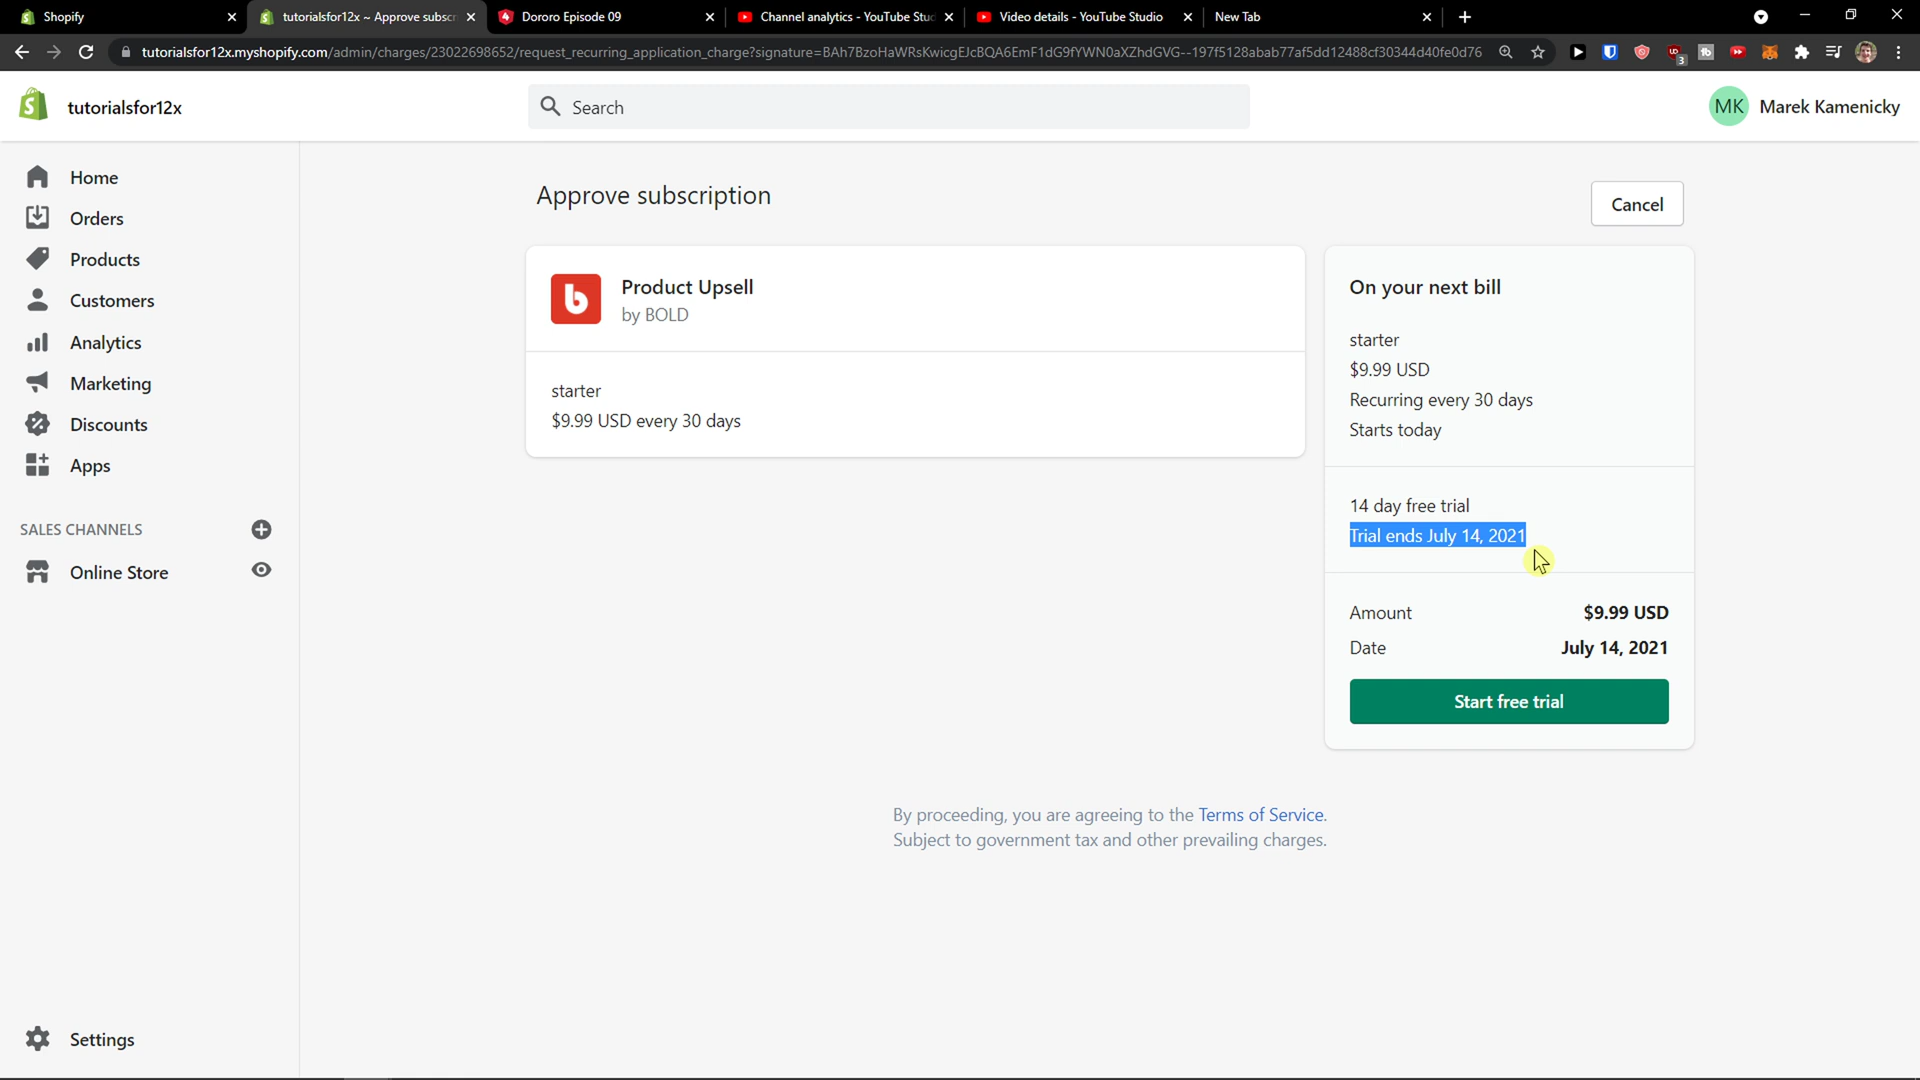 Shopify
tutorialsfor12x ~ Approve subscr
Dororo Episode 09
Channel analytics - YouTube Stu
Video details - YouTube Studio
New Tab
tutorialsfor12x.myshopify.com/admin/charges/23022698652/request_recurring_application_charge?signature=BAh7BzoHaWRsKwicgEJcBQA6EmF1dG9fYWN0aXZhdGVG--197f5128abab77af5dd12488cf30344d40fe0d76
3
tutorialsfor12x
Search
MK Marek Kamenicky
Home
Orders
Products
Customers
Analytics
Marketing
Discounts
Apps
SALES CHANNELS
Online Store
Settings
Approve subscription
Cancel
b
Product Upsell
by BOLD
starter
$9.99 USD every 30 days
On your next bill
starter
$9.99 USD
Recurring every 30 days
Starts today
14 day free trial
Trial ends July 14, 2021
Amount $9.99 USD
Date July 14, 2021
Start free trial
By proceeding, you are agreeing to the Terms of Service.
Subject to government tax and other prevailing charges.